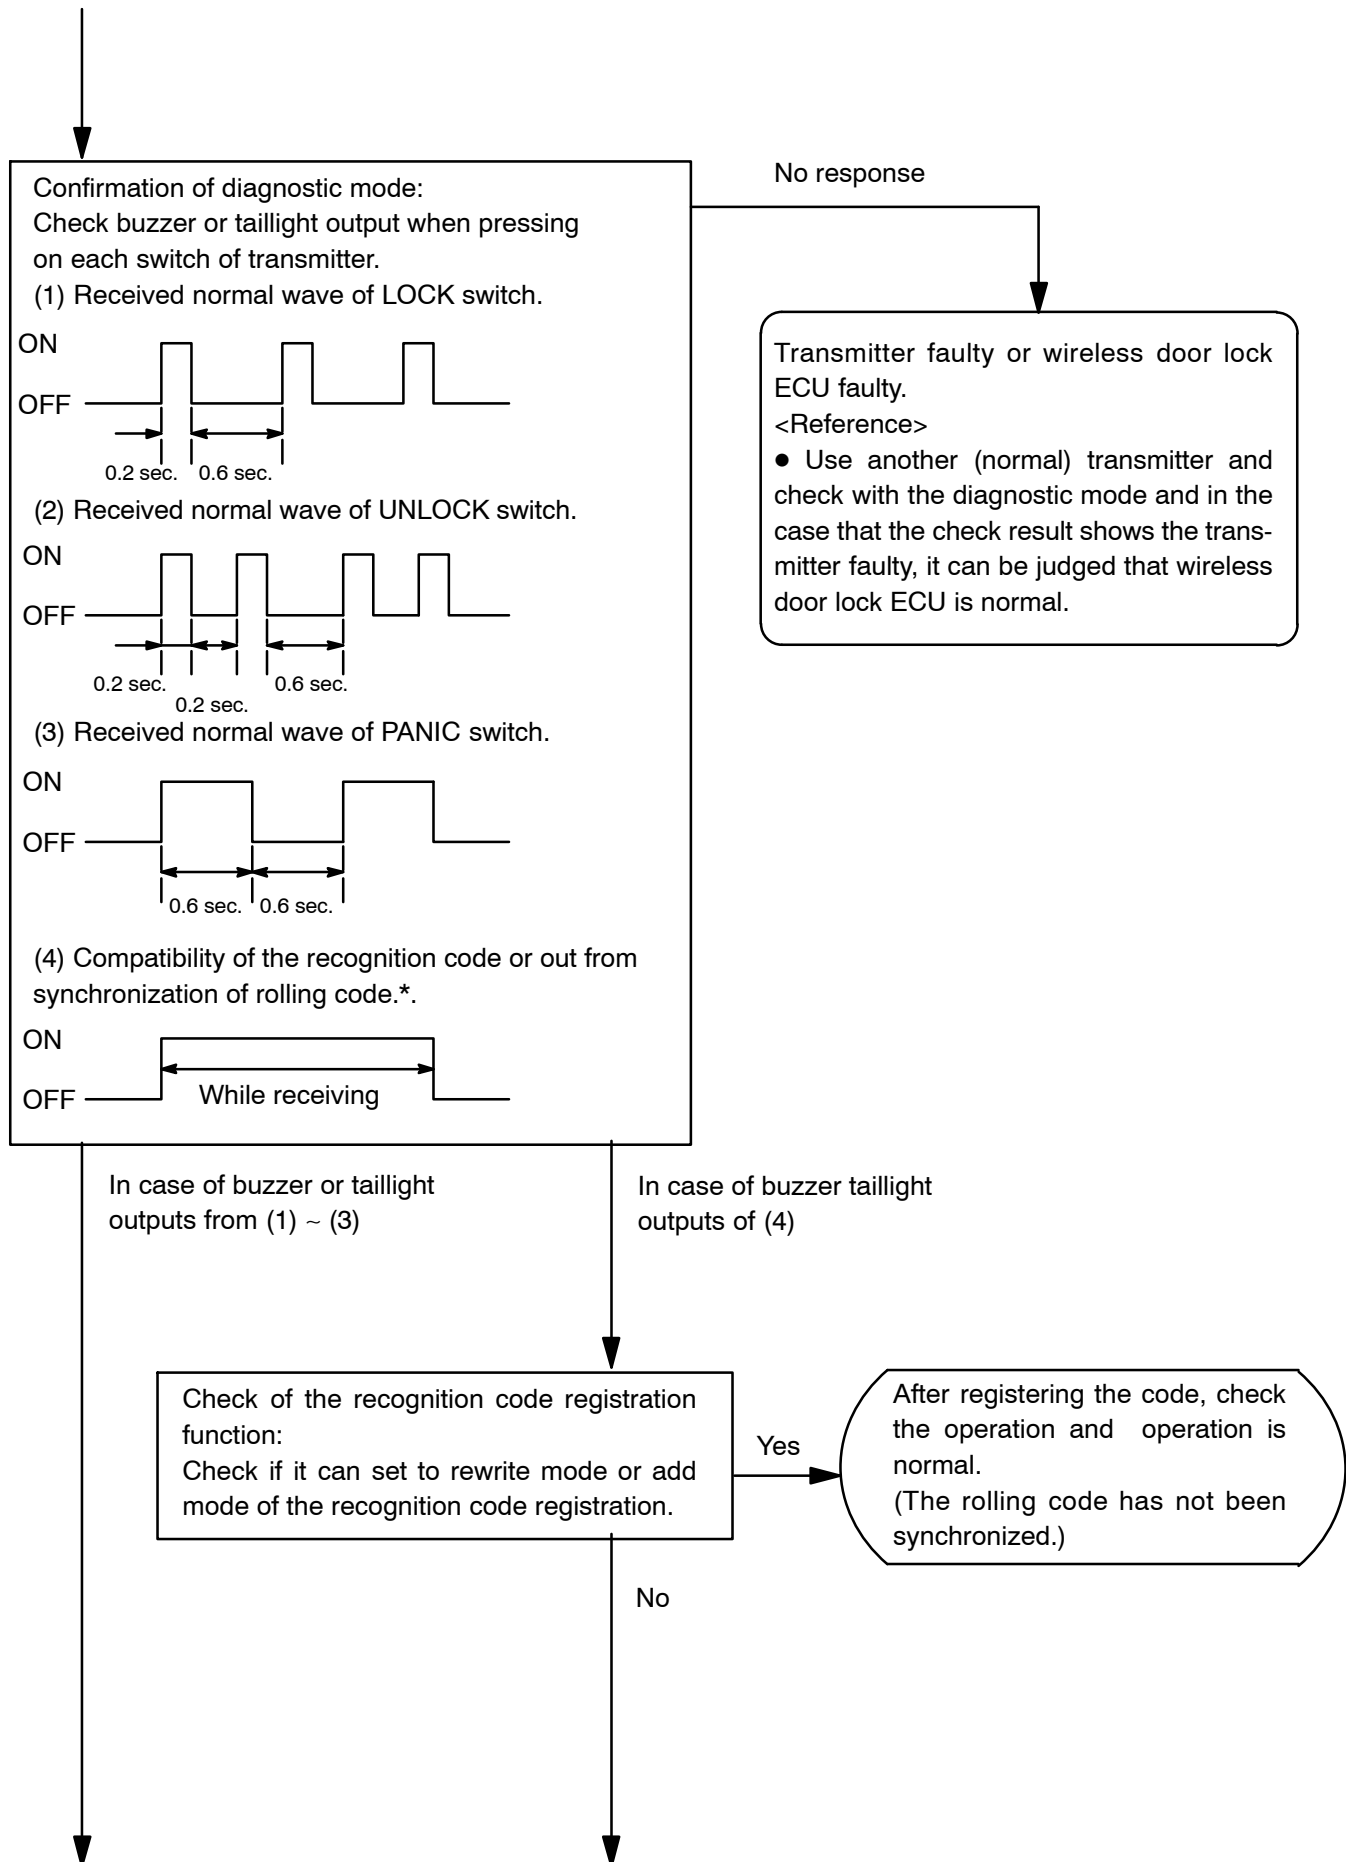 Confirmation of diagnostic mode:
Check buzzer or taillight output when pressing
on each switch of transmitter.
(1) Received normal wave of LOCK switch.
ON
OFF
0.2 sec. 0.6 sec.
(2) Received normal wave of UNLOCK switch.
ON
OFF
0.2 sec.
0.2 sec.
0.6 sec.
(3) Received normal wave of PANIC switch.
ON
OFF
0.6 sec. 0.6 sec.
(4) Compatibility of the recognition code or out from
synchronization of rolling code.*.
ON
OFF
While receiving
No response
Transmitter faulty or wireless door lock
ECU faulty.
<Reference>
● Use another (normal) transmitter and
check with the diagnostic mode and in the
case that the check result shows the trans-
mitter faulty, it can be judged that wireless
door lock ECU is normal.
In case of buzzer or taillight
outputs from (1) ~ (3)
In case of buzzer taillight
outputs of (4)
Check of the recognition code registration
function:
Check if it can set to rewrite mode or add
mode of the recognition code registration.
Yes
After registering the code, check
the operation and operation is
normal.
(The rolling code has not been
synchronized.)
No